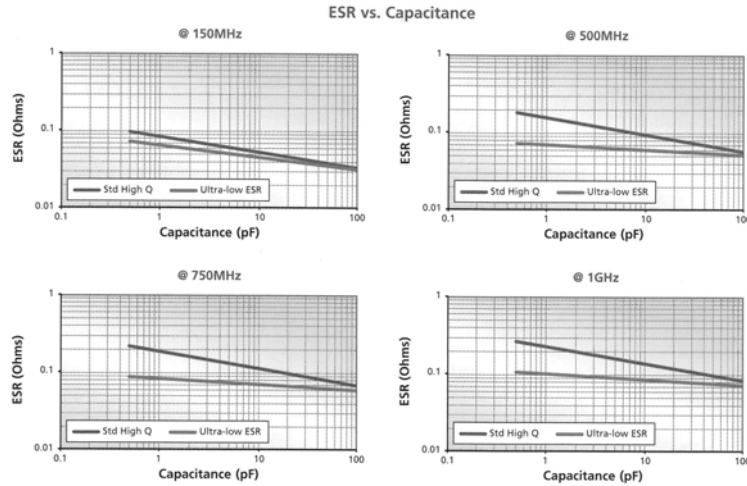 ESR vs. Capacitance
@ 150MHz
ESR (Ohms)
1
0.1
0.01
Std High Q Ultra-low ESR
0.1 1 10 100
Capacitance (pF)
@ 500MHz
ESR (Ohms)
1
0.1
0.01
Std High Q Ultra-low ESR
0.1 1 10 100
Capacitance (pF)
@ 750MHz
ESR (Ohms)
1
0.1
0.01
Std High Q Ultra-low ESR
0.1 1 10 100
Capacitance (pF)
@ 1GHz
ESR (Ohms)
1
0.1
0.01
Std High Q Ultra-low ESR
0.1 1 10 100
Capacitance (pF)